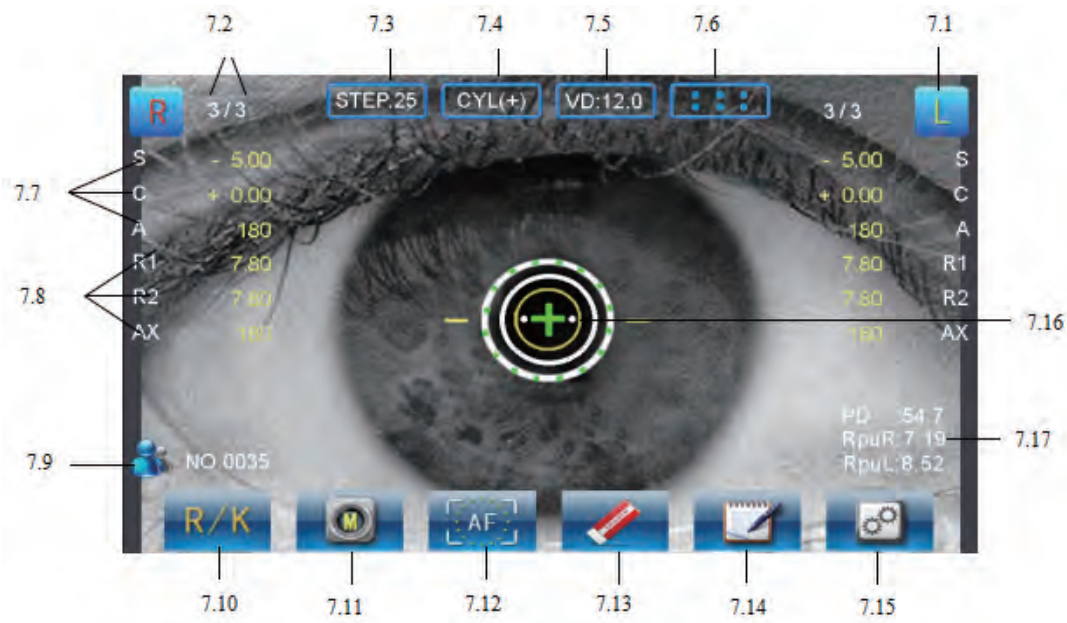 7.2 7.3 7.4 7.5 7.6 7.1
R 3/3 STEP.25 CYL(+) VD:12.0 3/3 L
S - 5.00 - 5.00 S
7.7 C + 0.00 + 0.00 C
A 180 180 A
R1 7.80 7.80 R1
7.8 R2 7.80 7.80 R2
AX 180 180 AX
7.16
PD :54.7
RpuR:7.19 7.17
7.9 NO.0035 RpuL:8.52
R/K M AF
7.10 7.11 7.12 7.13 7.14 7.15